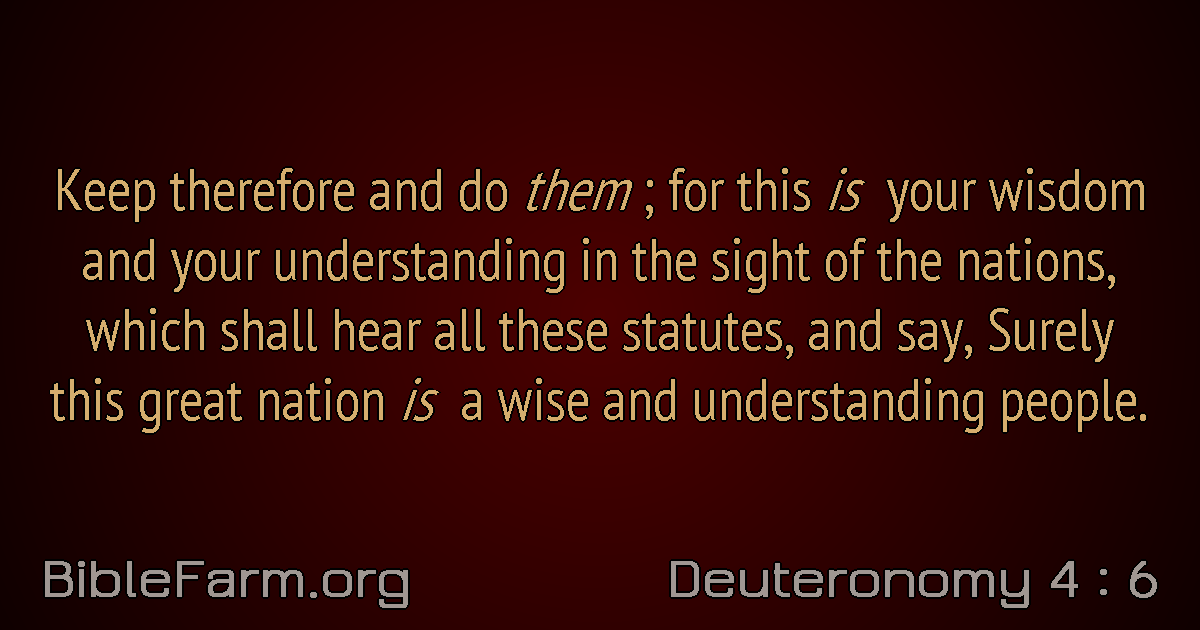 Keep therefore and do them ; for this is your wisdom
and your understanding in the sight of the nations,
which shall hear all these statutes, and say, Surely
this great nation is a wise and understanding people.
BibleFarm.org
Deuteronomy 4 : 6